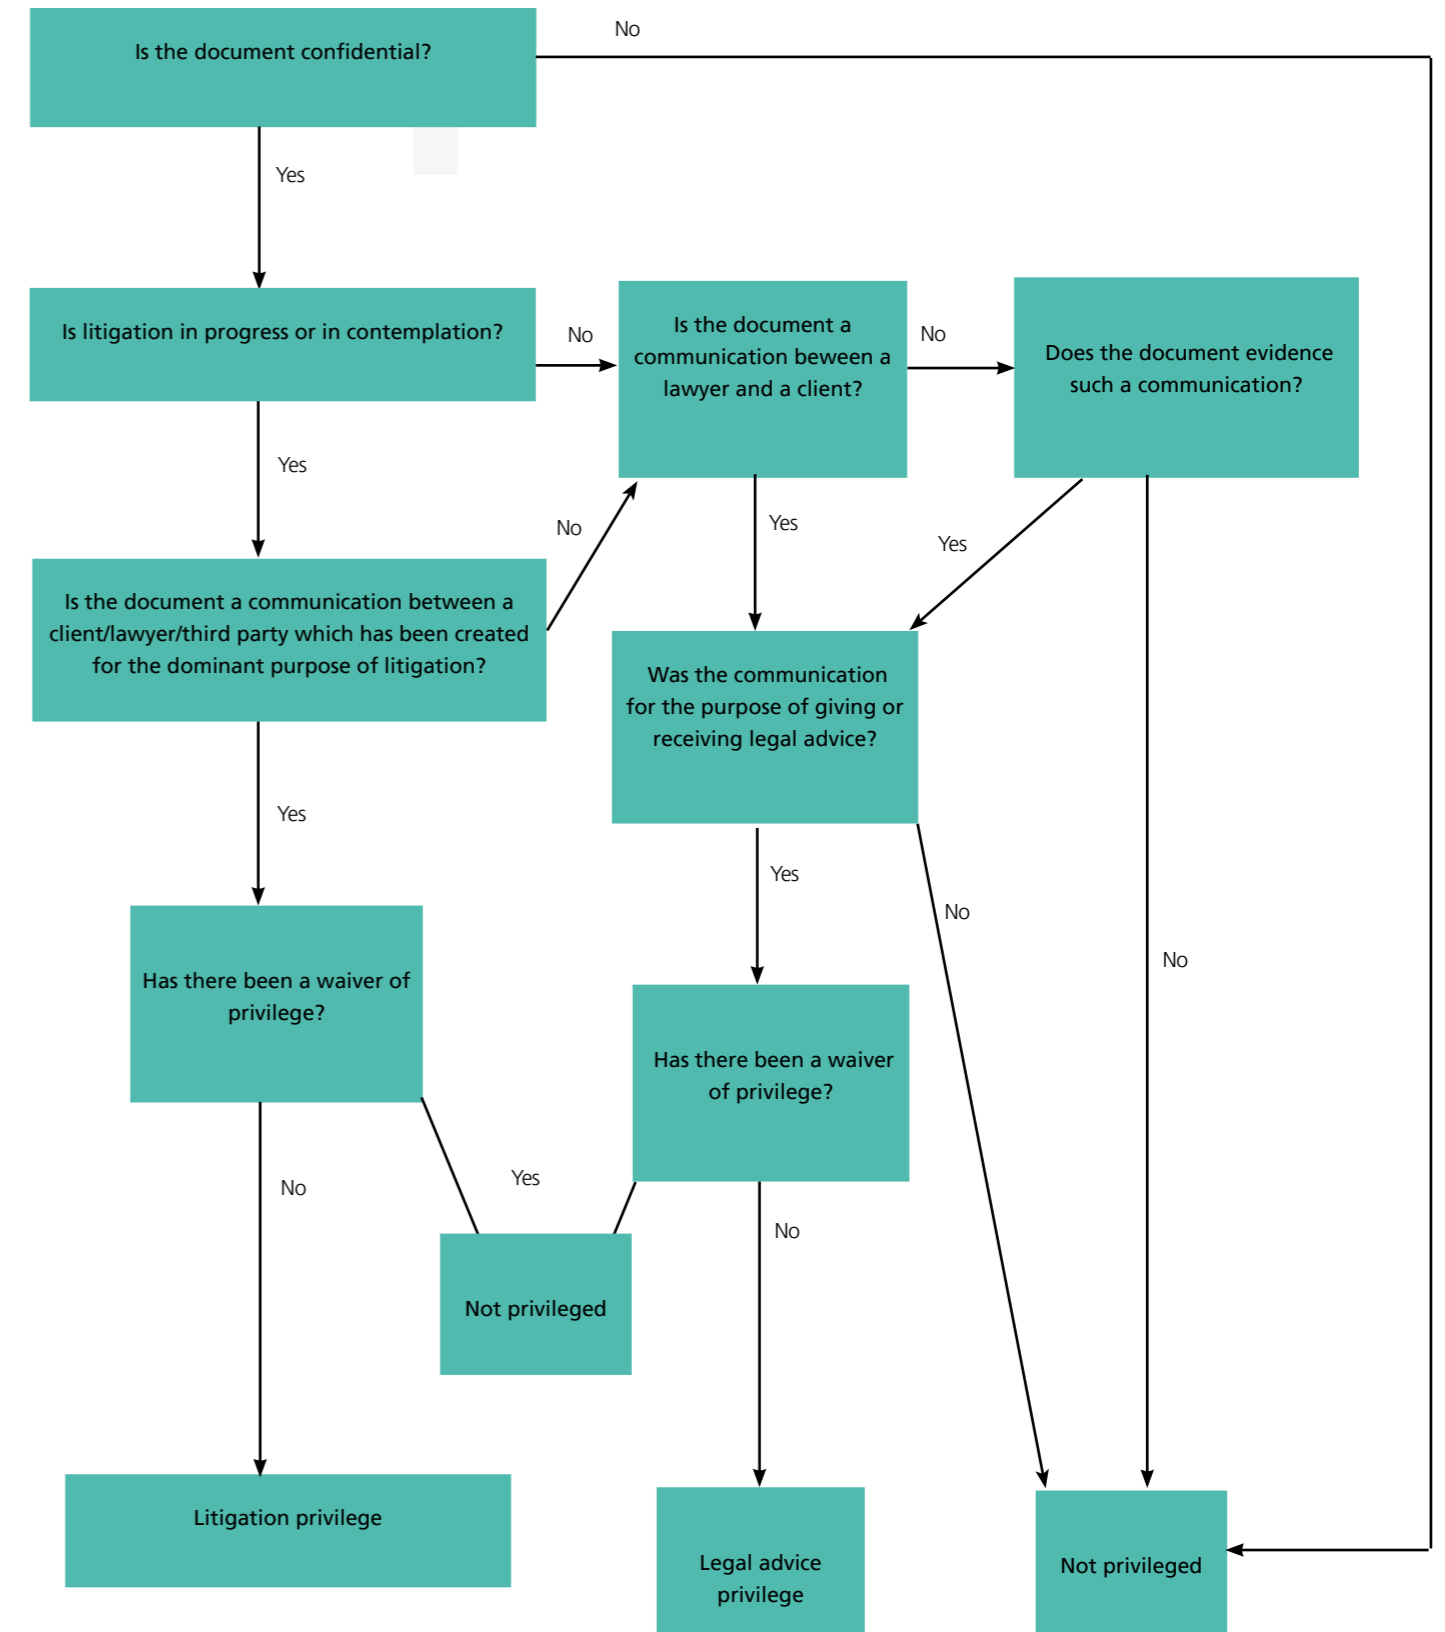 No
Is the document confidential?
Yes
Is litigation in progress or in contemplation?
No
Is the document a
communication beween a
lawyer and a client?
No
Does the document evidence
such a communication?
Yes
No
Yes
Yes
Is the document a communication between a
client/lawyer/third party which has been created
for the dominant purpose of litigation?
Was the communication
for the purpose of giving or
receiving legal advice?
Yes
Yes
No
No
Has there been a waiver of
privilege?
Has there been a waiver
of privilege?
No
Yes
No
Not privileged
Litigation privilege
Legal advice
privilege
Not privileged